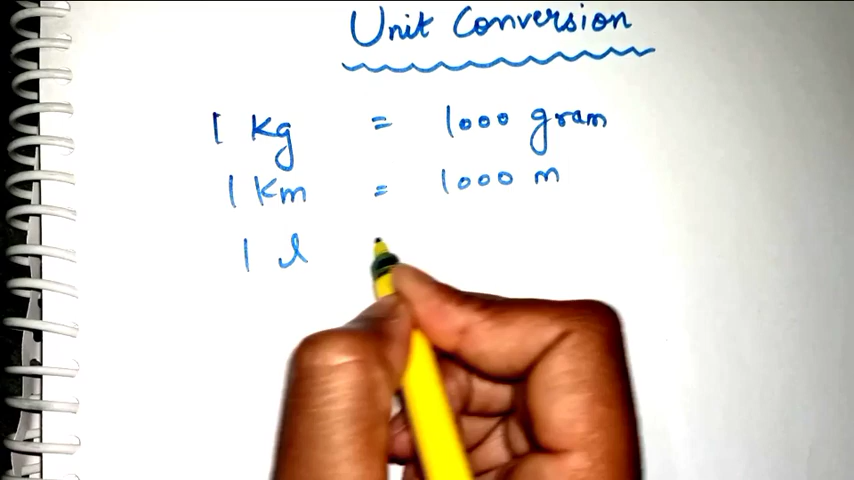 Unit Conversion
1 Kg = 1000 gram
1 Km = 1000 m
1 l